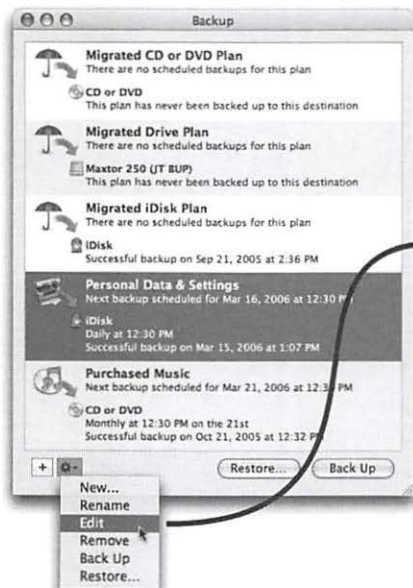 Backup
Migrated CD or DVD Plan
There are no scheduled backups for this plan
CD or DVD
This plan has never been backed up to this destination
Migrated Drive Plan
There are no scheduled backups for this plan
Maxtor 250 (JT BUP)
This plan has never been backed up to this destination
Migrated iDisk Plan
There are no scheduled backups for this plan
iDisk
Successful backup on Sep 21, 2005 at 2:36 PM
Personal Data & Settings
Next backup scheduled for Mar 16, 2006 at 12:30
iDisk
Daily at 12:30 PM
Successful backup on Mar 15, 2006 at 1:07 PM
Purchased Music
Next backup scheduled for Mar 21, 2006 at PM
CD or DVD
Monthly at 12:30 PM on the 21st
Successful backup on Oct 21, 2005 at 12:32
+
Restore...
Back Up
New...
Rename
Edit
Remove
Back Up
Restore...